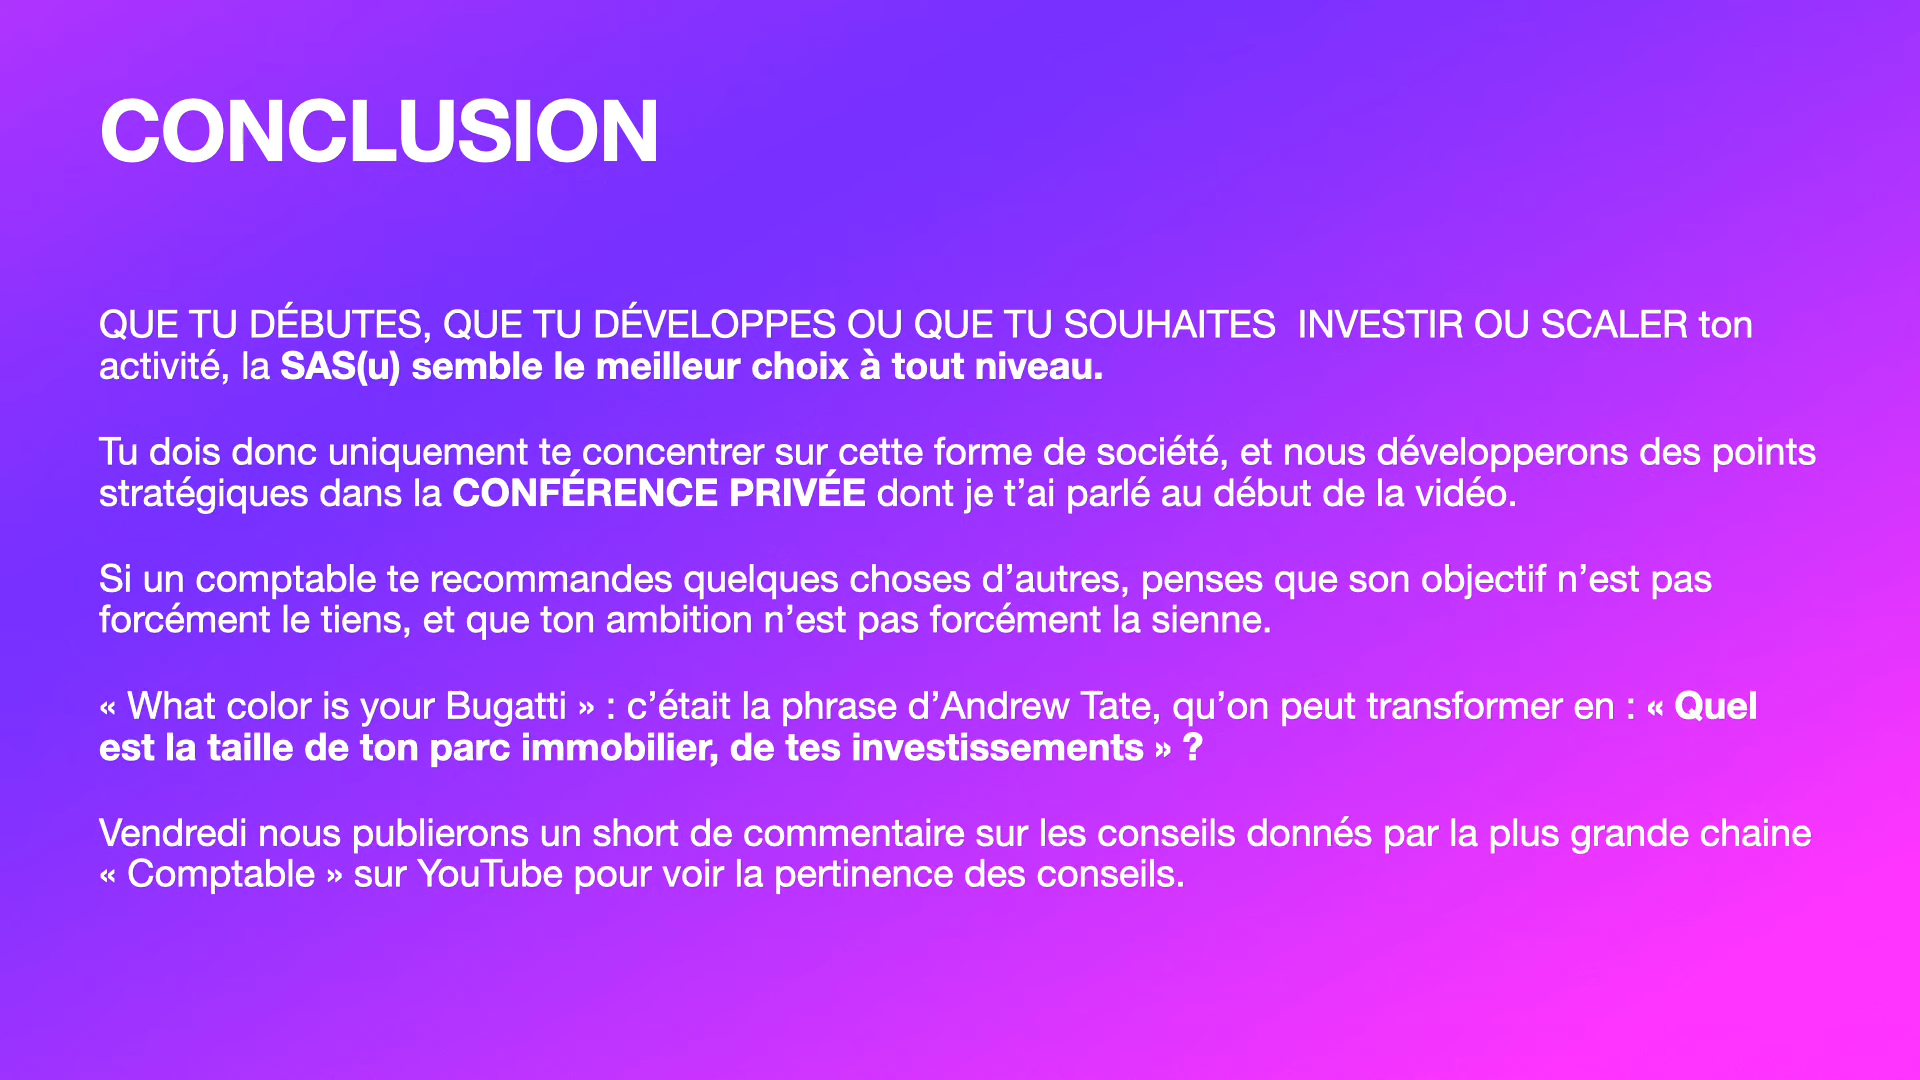 CONCLUSION
QUE TU DÉBUTES, QUE TU DÉVELOPPES OU QUE TU SOUHAITES  INVESTIR OU SCALER ton
activité, la SAS(u) semble le meilleur choix à tout niveau.
Tu dois donc uniquement te concentrer sur cette forme de société, et nous développerons des points
stratégiques dans la CONFÉRENCE PRIVÉE dont je t’ai parlé au début de la vidéo.
Si un comptable te recommandes quelques choses d’autres, penses que son objectif n’est pas
forcément le tiens, et que ton ambition n’est pas forcément la sienne.
« What color is your Bugatti » : c’était la phrase d’Andrew Tate, qu’on peut transformer en : « Quel
est la taille de ton parc immobilier, de tes investissements » ?
Vendredi nous publierons un short de commentaire sur les conseils donnés par la plus grande chaine
« Comptable » sur YouTube pour voir la pertinence des conseils.